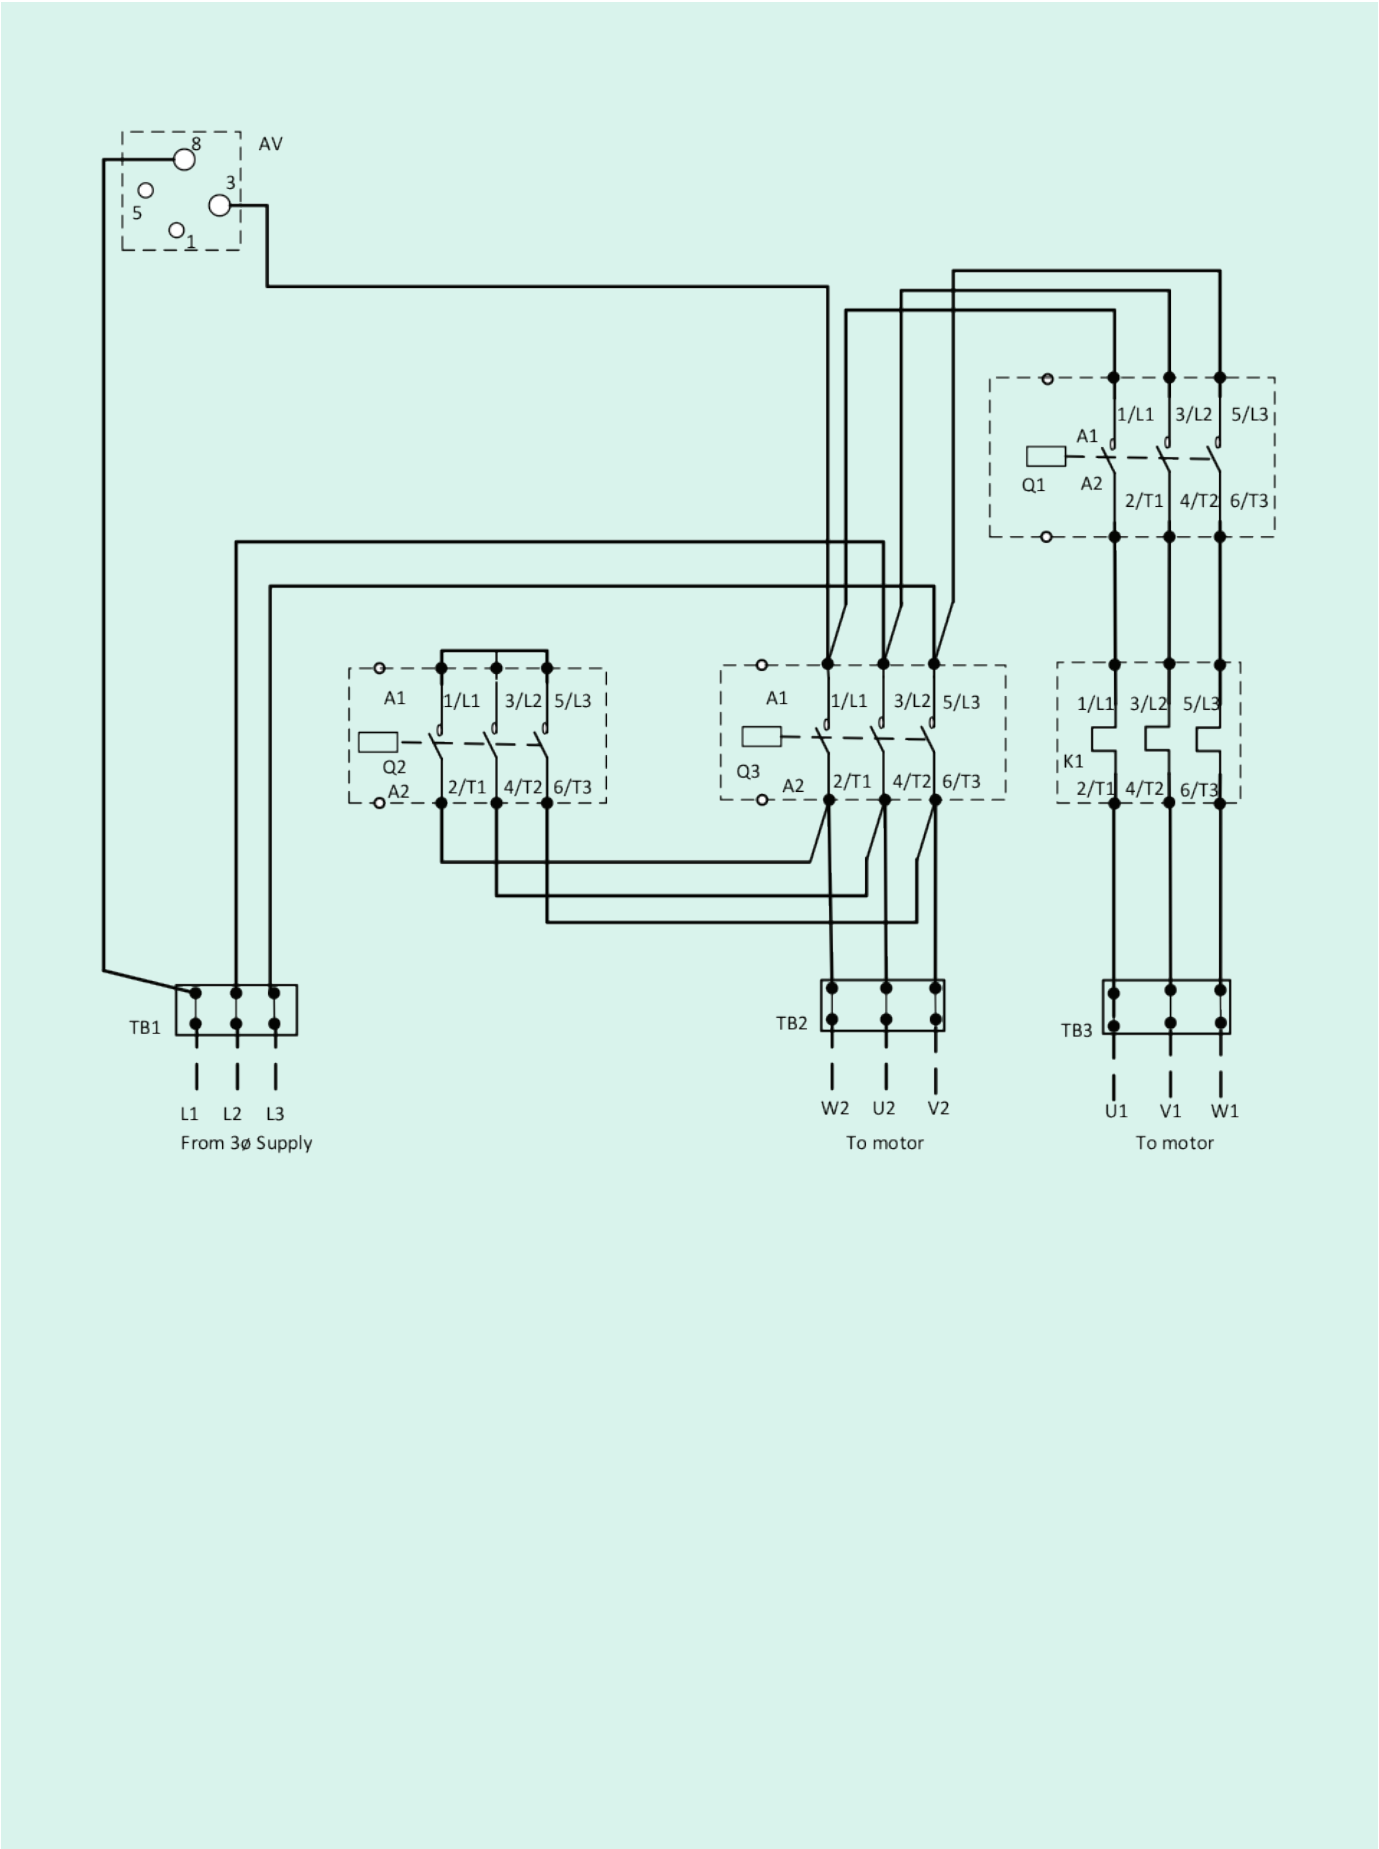 8
AV
3
5
1
1/L1 3/L2 5/L3
A1
Q1 A2
2/T1 4/T2 6/T3
A1 1/L1 3/L2 5/L3
Q2
A2 2/T1 4/T2 6/T3
A1 1/L1 3/L2 5/L3
Q3
A2 2/T1 4/T2 6/T3
1/L1 3/L2 5/L3
K1
2/T1 4/T2 6/T3
TB1
TB2
TB3
L1 L2 L3
From 3ø Supply
W2 U2 V2
To motor
U1 V1 W1
To motor